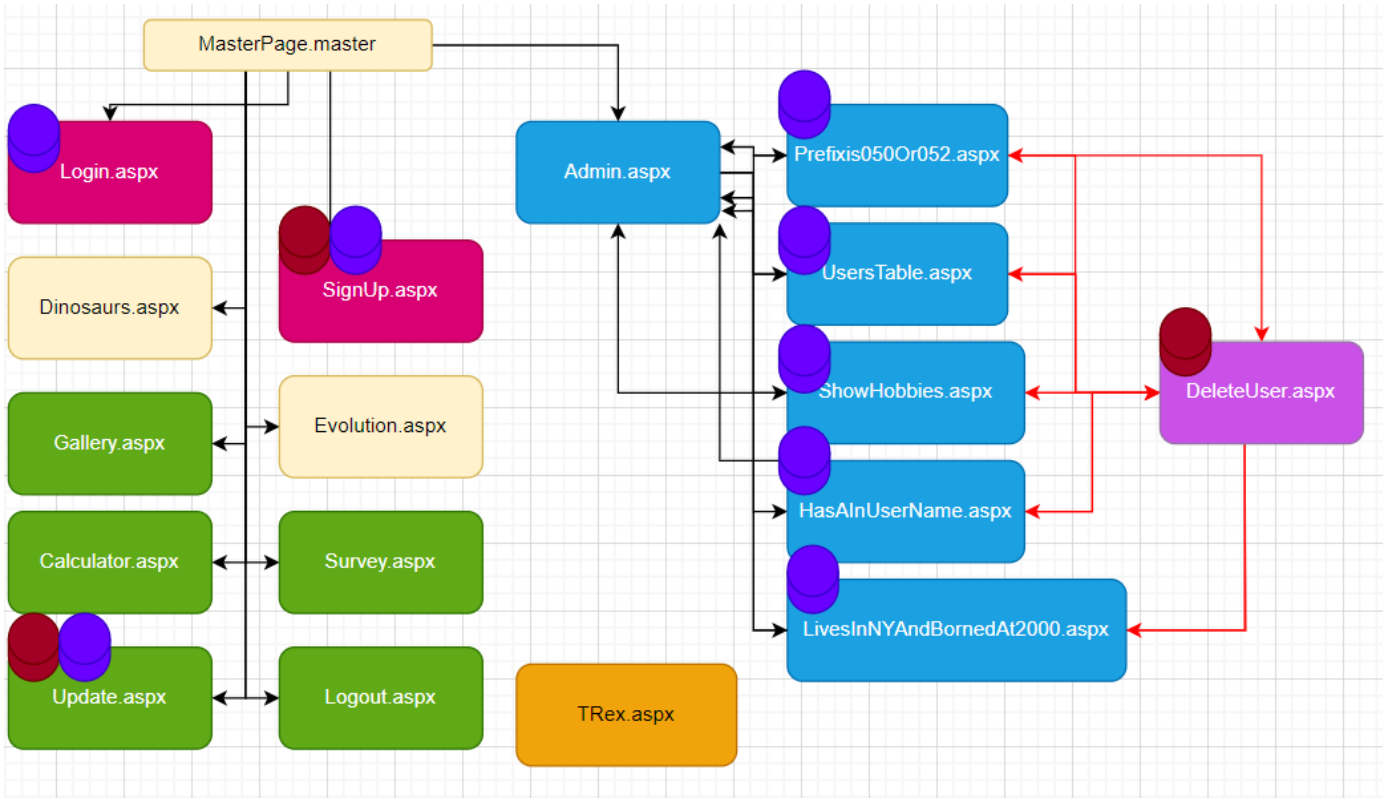 MasterPage.master
Login.aspx
Admin.aspx
Prefixis050Or052.aspx
SignUp.aspx
UsersTable.aspx
Dinosaurs.aspx
ShowHobbies.aspx
DeleteUser.aspx
Evolution.aspx
Gallery.aspx
HasAInUserName.aspx
Calculator.aspx
Survey.aspx
LivesInNYAndBornedAt2000.aspx
Update.aspx
Logout.aspx
TRex.aspx